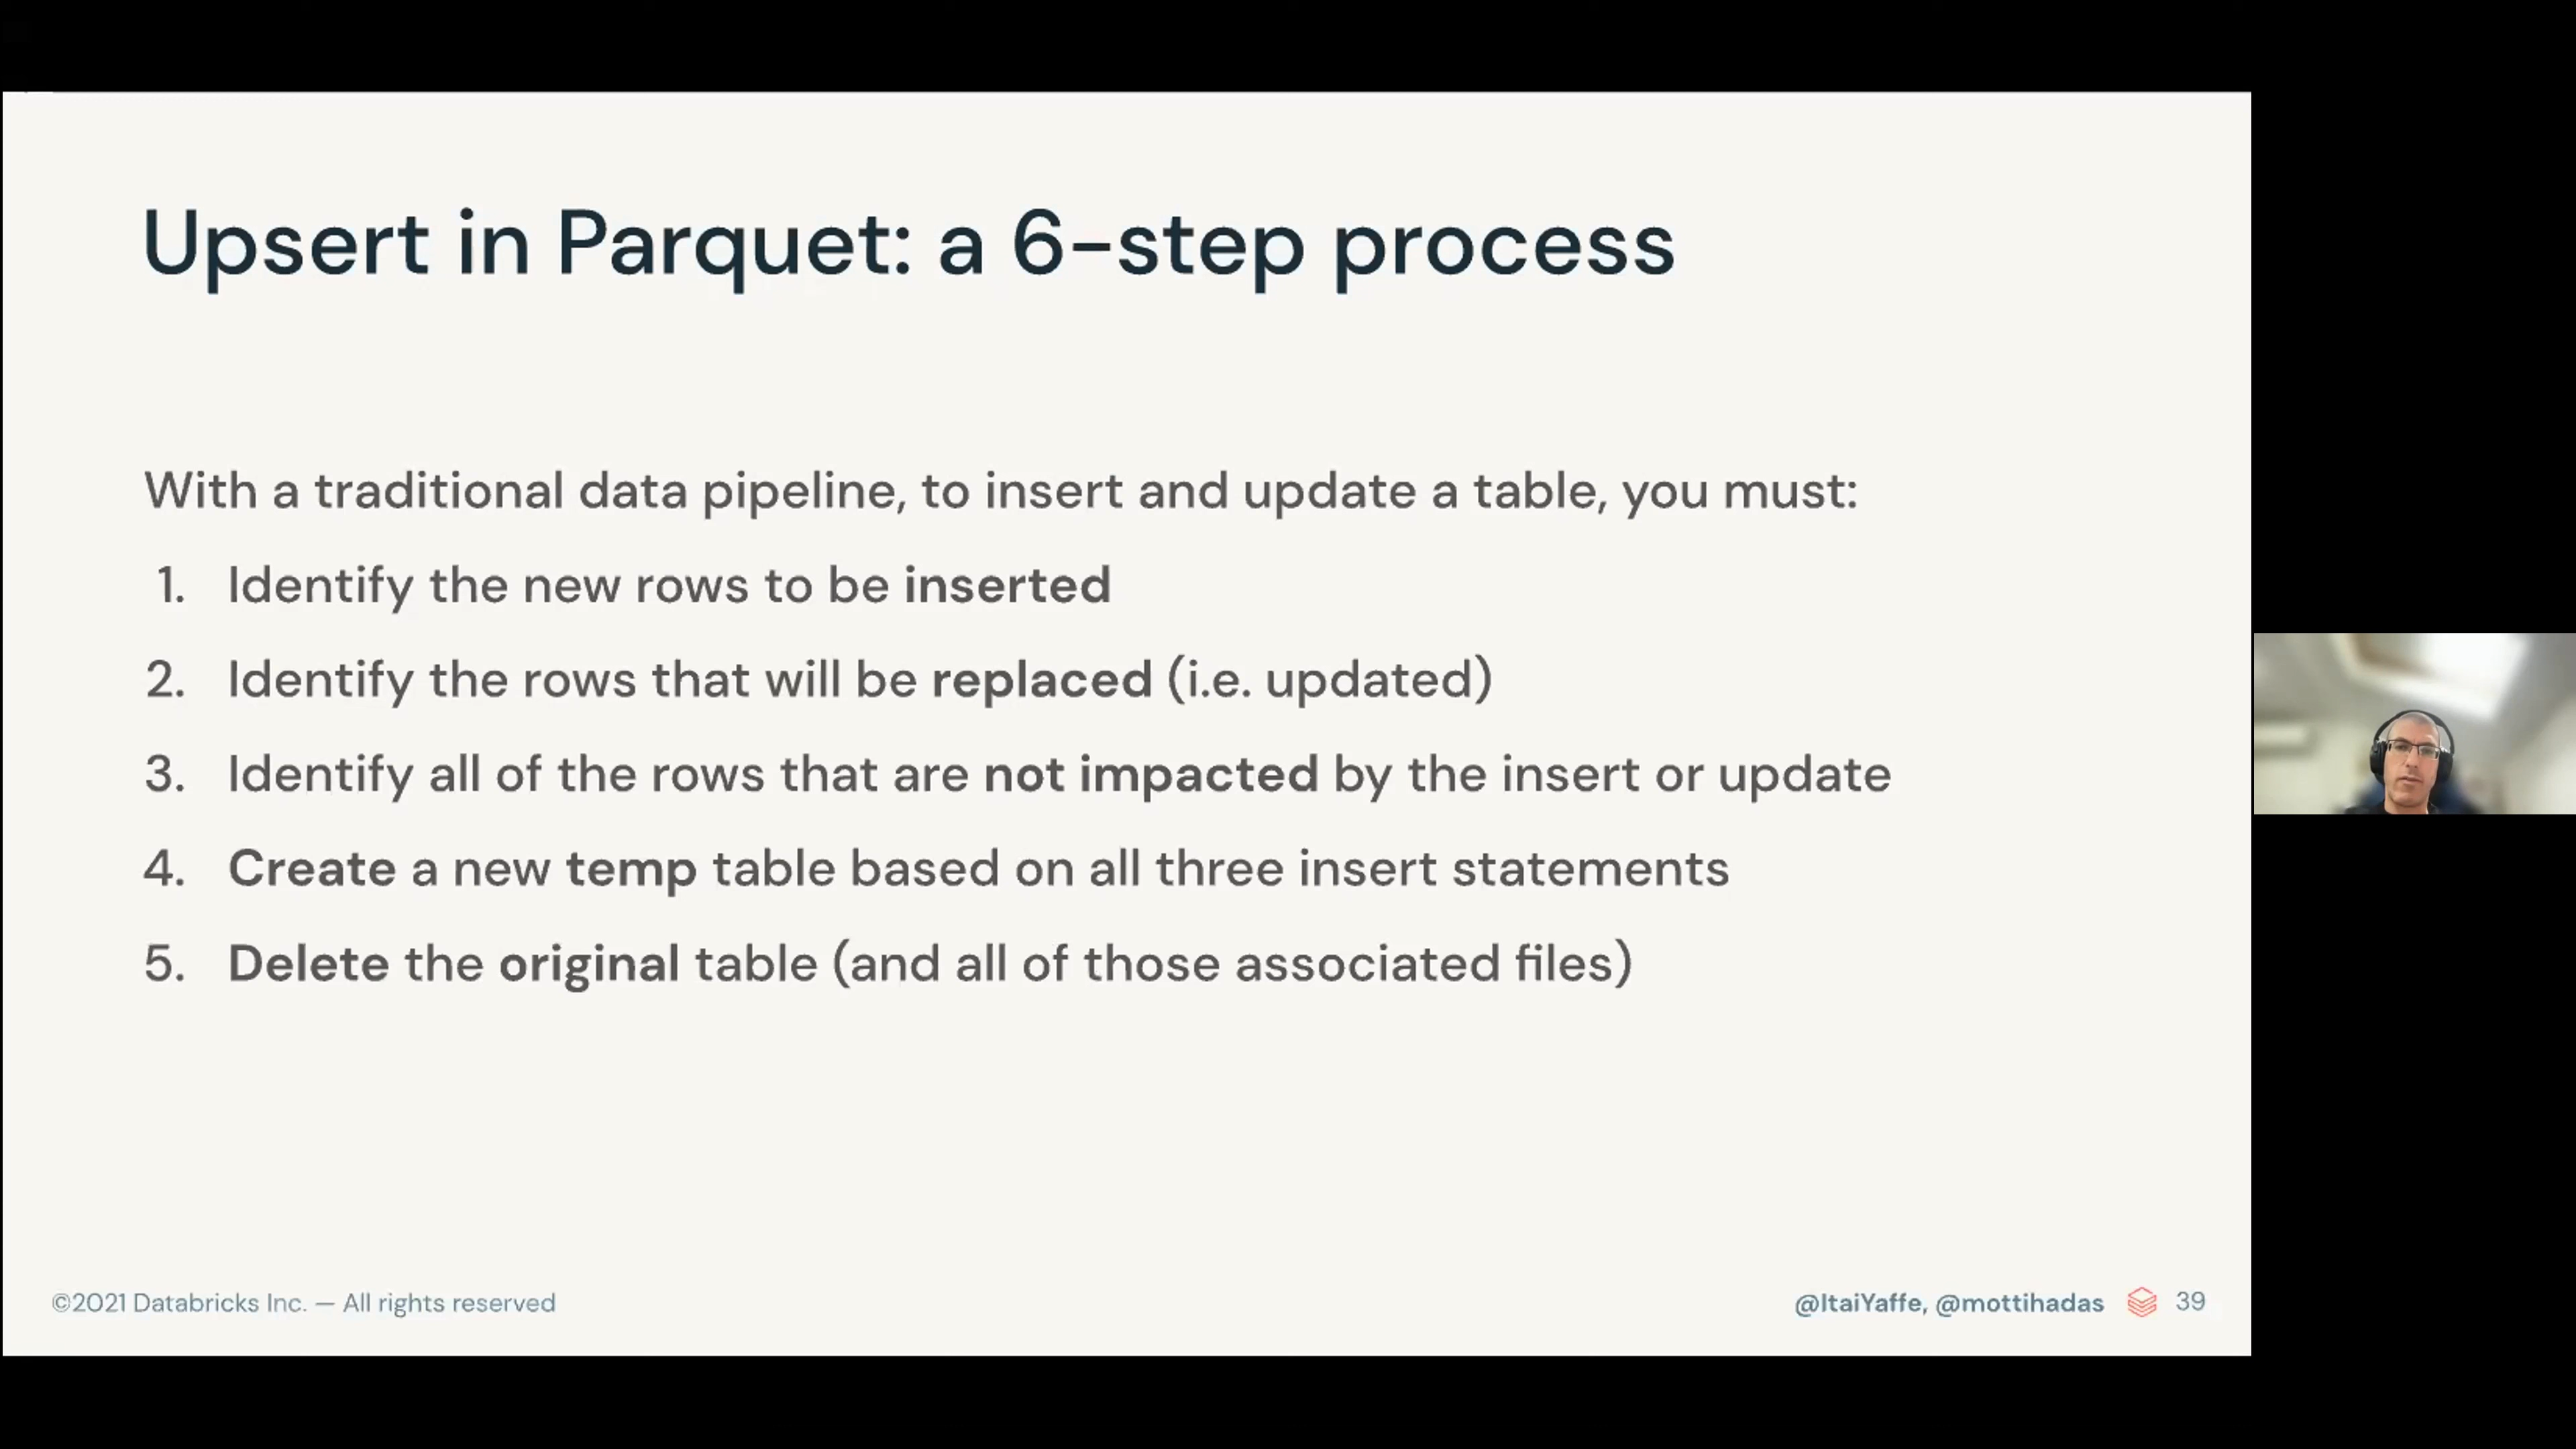 Upsert in Parquet: a 6-step process
With a traditional data pipeline, to insert and update a table, you must:
1. Identify the new rows to be inserted
2. Identify the rows that will be replaced (i.e. updated)
3. Identify all of the rows that are not impacted by the insert or update
4. Create a new temp table based on all three insert statements
5. Delete the original table (and all of those associated files)
©2021 Databricks Inc. — All rights reserved
@ItaiYaffe, @mottihadas 39